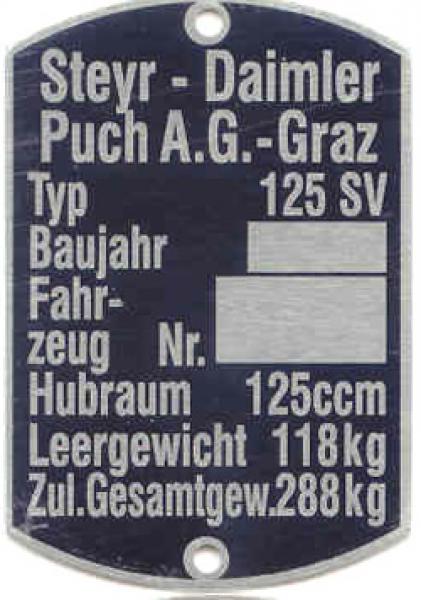 Steyr - Daimler
Puch A.G.-Graz
Typ 125 SV
Baujahr
Fahr-
zeug Nr.
Hubraum 125ccm
Leergewicht 118kg
Zul.Gesamtgew.288kg